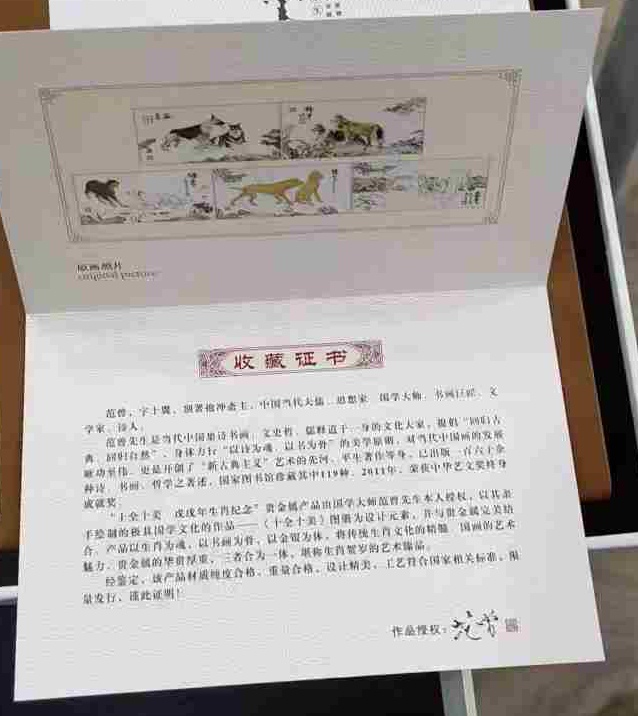 原画照片
original picture
收藏证书
范曾，字十翼，别署抱冲斋主，中国当代大儒、思想家、国学大师、书画巨匠、文
学家、诗人。
范曾先生是当代中国集诗书画、文史哲、儒释道于一身的文化大家，提倡“回归古
典、回归自然”，身体力行“以诗为魂、以书为骨”的美学原则，对当代中国画的发展
厥功至伟，更是开创了“新古典主义”艺术的先河。平生著作等身，已出版一百六十余
种诗、书画、哲学之著述，国家图书馆珍藏其中119种。2011年，荣获中华艺文奖终身
成就奖。
“十全十美 戊戌年生肖纪念”贵金属产品由国学大师范曾先生本人授权，以其亲
手绘制的极具国学文化的作品——《十全十美》图册为设计元素，并与贵金属完美结
合。产品以生肖为魂，以书画为骨，以金银为体，将传统生肖文化的精髓、国画的艺术
魅力、贵金属的华贵厚重，三者合为一体，堪称生肖贺岁的艺术臻品。
经鉴定，该产品材质纯度合格，重量合格，设计精美，工艺符合国家相关标准，限
量发行，谨此证明！
作品授权：范曾